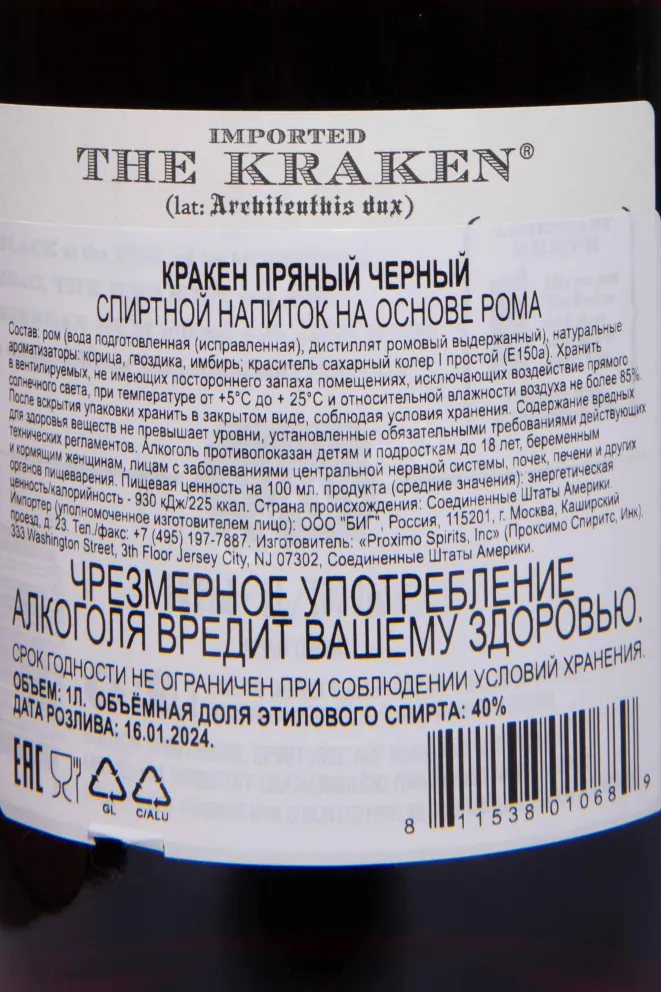 IMPORTED
THE KRAKEN®
(lat: Architeuthis dux)
КРАКЕН ПРЯНЫЙ ЧЕРНЫЙ
СПИРТНОЙ НАПИТОК НА ОСНОВЕ РОМА
Состав: ром (вода подготовленная (исправленная), дистиллят ромовый выдержанный), натуральные
ароматизаторы: корица, гвоздика, имбирь; краситель сахарный колер I простой (E150a). Хранить
в вентилируемых, не имеющих постороннего запаха помещениях, исключающих воздействие прямого
солнечного света, при температуре от +5°С до + 25°С и относительной влажности воздуха не более 85%.
После вскрытия упаковки хранить в закрытом виде, соблюдая условия хранения. Содержание вредных
для здоровья веществ не превышает уровни, установленные обязательными требованиями действующих
технических регламентов. Алкоголь противопоказан детям и подросткам до 18 лет, беременным
и кормящим женщинам, лицам с заболеваниями центральной нервной системы, почек, печени и других
органов пищеварения. Пищевая ценность на 100 мл. продукта (средние значения): энергетическая
ценность/калорийность - 930 кДж/225 ккал. Страна происхождения: Соединенные Штаты Америки.
Импортер (уполномоченное изготовителем лицо): ООО "БИГ", Россия, 115201, г. Москва, Каширский
проезд, д. 23. Тел./факс: +7 (495) 197-7887. Изготовитель: «Proximo Spirits, Inc» (Проксимо Спиритс, Инк),
333 Washington Street, 3th Floor Jersey City, NJ 07302, Соединенные Штаты Америки.
ЧРЕЗМЕРНОЕ УПОТРЕБЛЕНИЕ
АЛКОГОЛЯ ВРЕДИТ ВАШЕМУ ЗДОРОВЬЮ.
СРОК ГОДНОСТИ НЕ ОГРАНИЧЕН ПРИ СОБЛЮДЕНИИ УСЛОВИЙ ХРАНЕНИЯ.
ОБЪЕМ: 1Л. ОБЪЁМНАЯ ДОЛЯ ЭТИЛОВОГО СПИРТА: 40%
ДАТА РОЗЛИВА: 16.01.2024.
EAC
GL
C/ALU
8 11538 01068 9